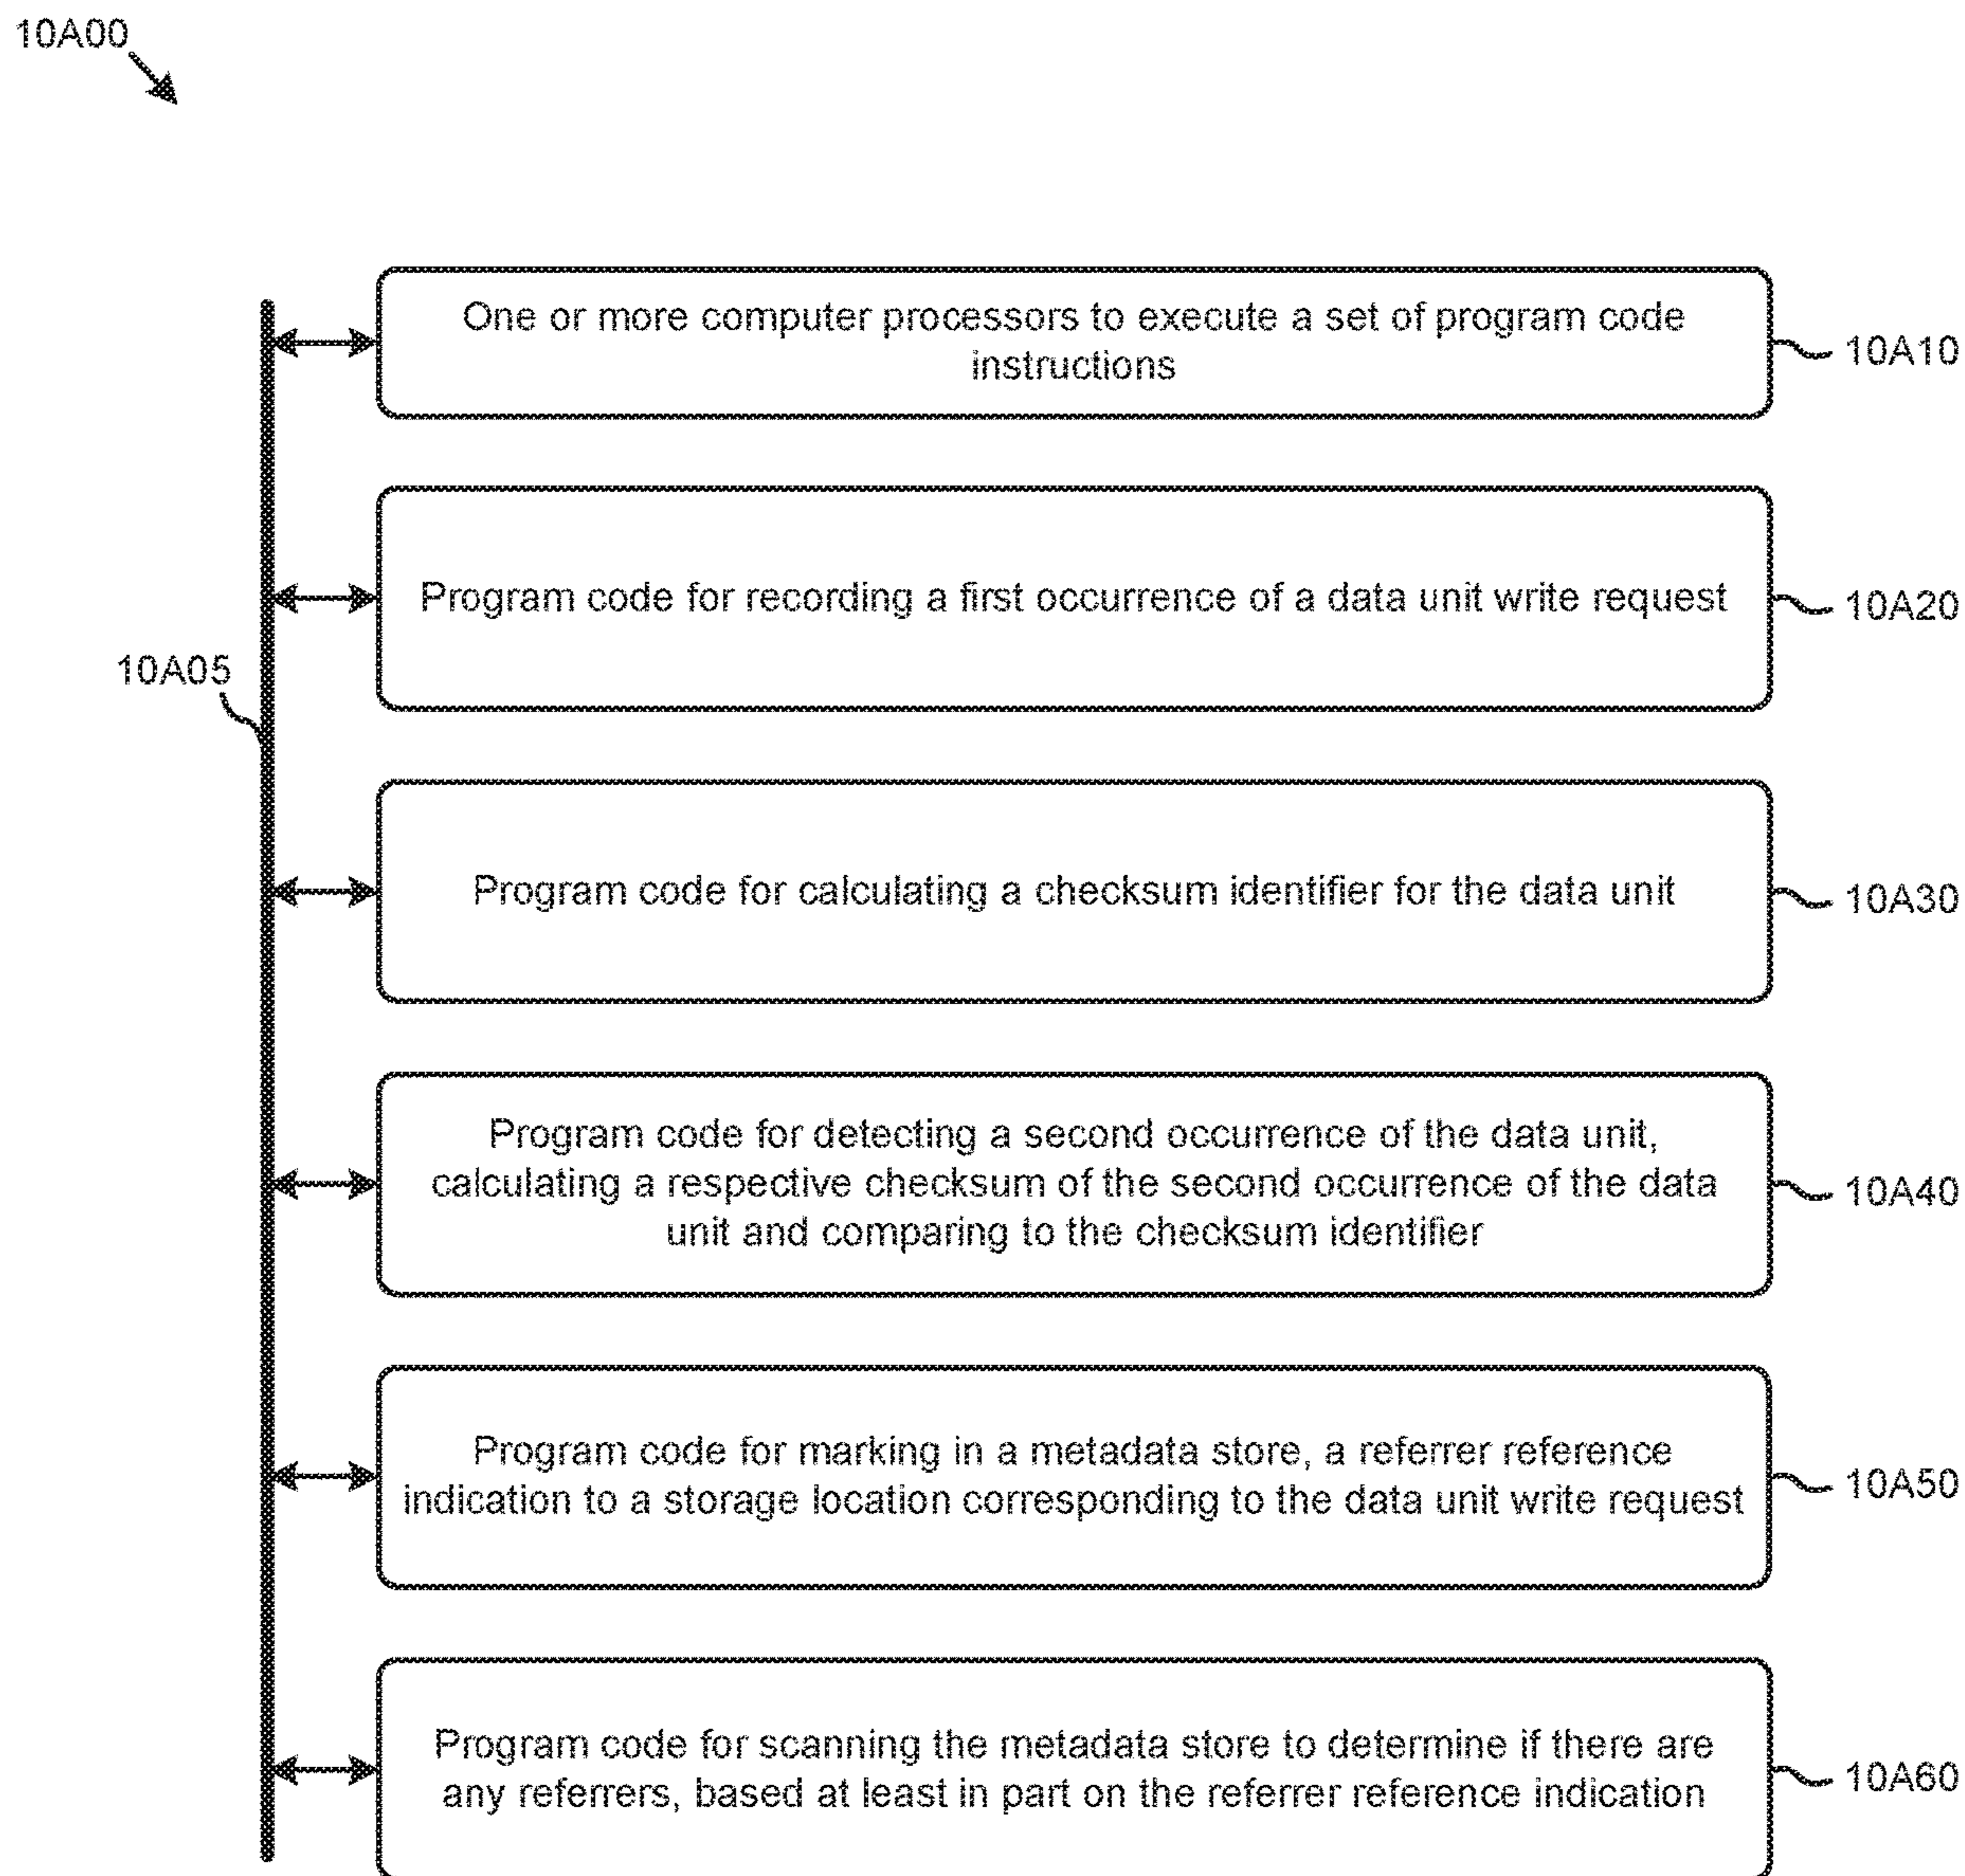 10A00
One or more computer processors to execute a set of program code
instructions
10A10
Program code for recording a first occurrence of a data unit write request
10A20
10A05
Program code for calculating a checksum identifier for the data unit
10A30
Program code for detecting a second occurrence of the data unit,
calculating a respective checksum of the second occurrence of the data
unit and comparing to the checksum identifier
10A40
Program code for marking in a metadata store, a referrer reference
indication to a storage location corresponding to the data unit write request
10A50
Program code for scanning the metadata store to determine if there are
any referrers, based at least in part on the referrer reference indication
10A60